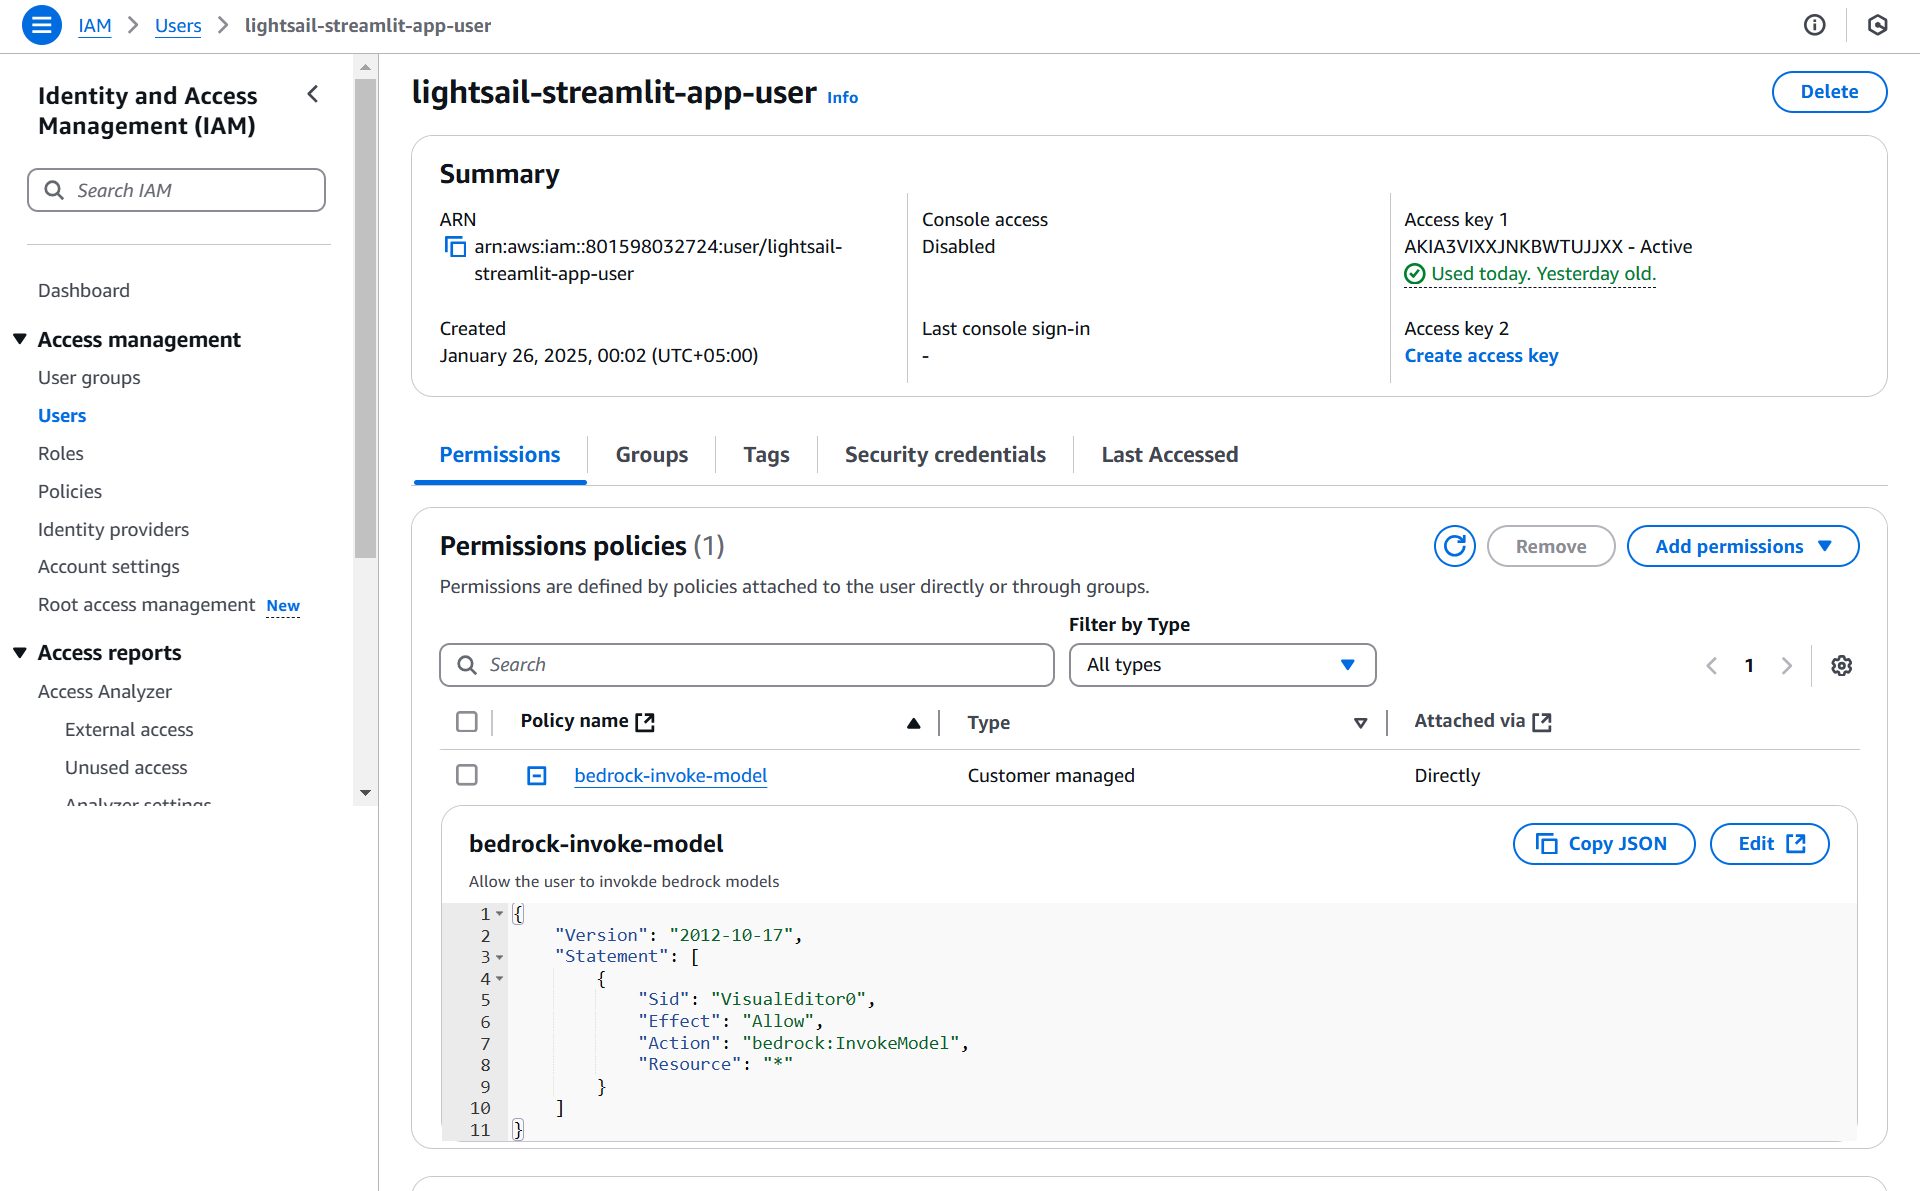 IAM
Users
lightsail-streamlit-app-user
Identity and Access
Management (IAM)
Search IAM
Dashboard
Access management
User groups
Users
Roles
Policies
Identity providers
Account settings
Root access management New
Access reports
Access Analyzer
External access
Unused access
Analyzer settings
lightsail-streamlit-app-user Info
Delete
Summary
ARN
arn:aws:iam::801598032724:user/lightsail-
streamlit-app-user
Created
January 26, 2025, 00:02 (UTC+05:00)
Console access
Disabled
Last console sign-in
-
Access key 1
AKIA3VIXXJNKBWTUJJXX - Active
Used today. Yesterday old.
Access key 2
Create access key
Permissions
Groups
Tags
Security credentials
Last Accessed
Permissions policies (1)
Remove
Add permissions
Permissions are defined by policies attached to the user directly or through groups.
Filter by Type
Search
All types
1
Policy name
Type
Attached via
bedrock-invoke-model
Customer managed
Directly
bedrock-invoke-model
Copy JSON
Edit
Allow the user to invokde bedrock models
1 {
2 "Version": "2012-10-17",
3 "Statement": [
4 {
5 "Sid": "VisualEditor0",
6 "Effect": "Allow",
7 "Action": "bedrock:InvokeModel",
8 "Resource": "*"
9 }
10 ]
11 }